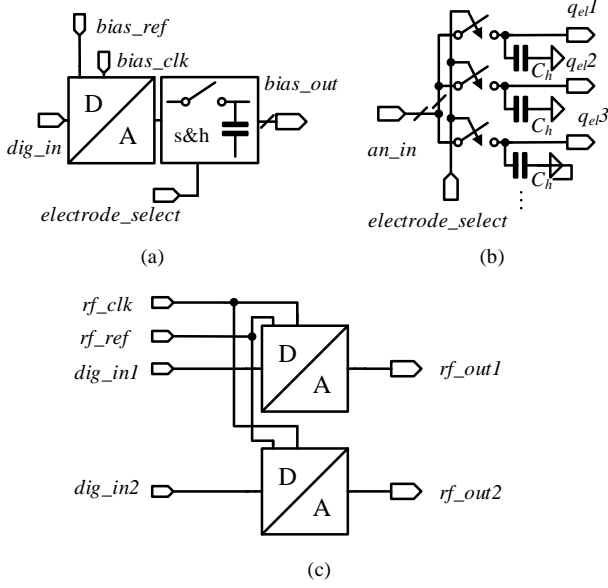 bias_ref
bias_clk
D
A
s&h
bias_out
dig_in
electrode_select
(a)
q_el1
C_h
q_el2
C_h
q_el3
C_h
an_in
electrode_select
(b)
rf_clk
rf_ref
dig_in1
D
A
rf_out1
dig_in2
D
A
rf_out2
(c)